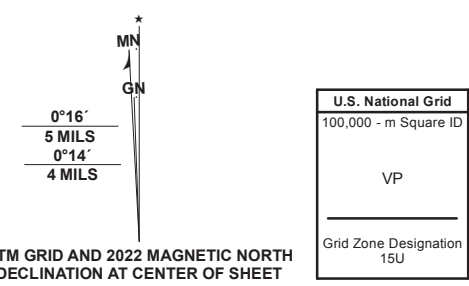 ★
MN
GN
0°16´
5 MILS
0°14´
4 MILS
TM GRID AND 2022 MAGNETIC NORTH
DECLINATION AT CENTER OF SHEET
U.S. National Grid
100,000 - m Square ID
VP
Grid Zone Designation
15U